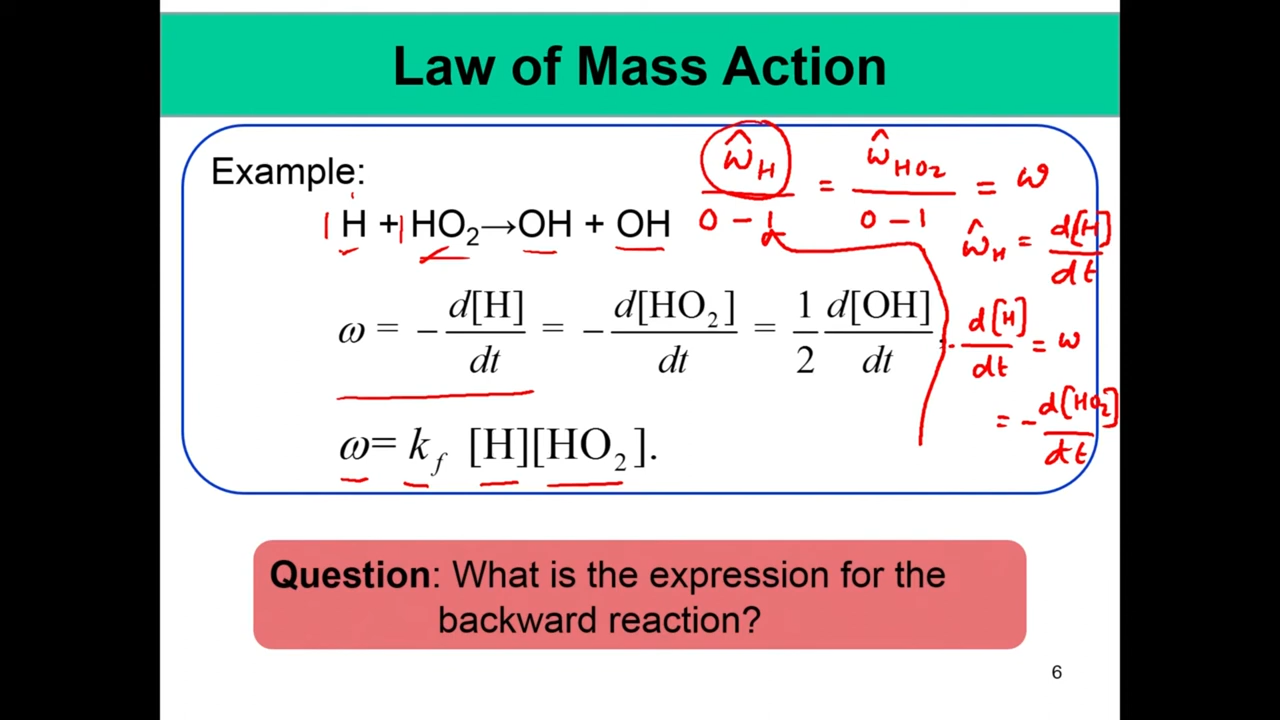 Law of Mass Action
Example:
H + HO₂→OH + OH
ω = − d[H]/dt = − d[HO₂]/dt = 1/2 d[OH]/dt,
ω = k_f [H][HO₂].
ω̂_H / (0 − 1) = ω̂_HO₂ / (0 − 1) = ω
ω̂_H = d[H]/dt
− d[H]/dt = ω
= − d[HO₂]/dt
Question: What is the expression for the
backward reaction?
6